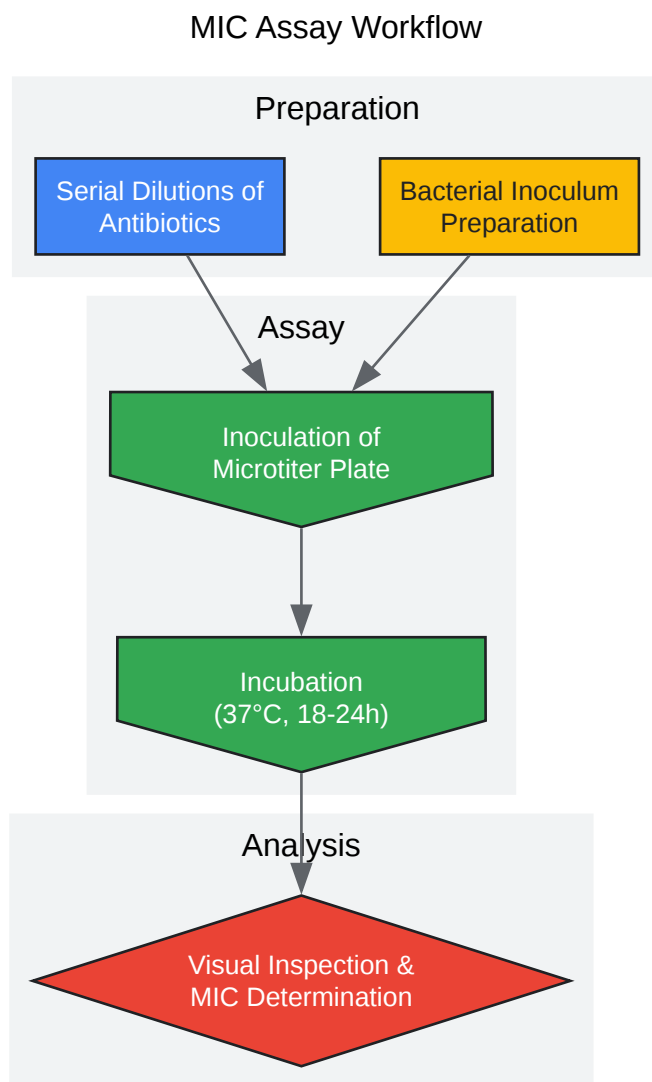 MIC Assay Workflow
Preparation
Serial Dilutions of
Antibiotics
Bacterial Inoculum
Preparation
Assay
Inoculation of
Microtiter Plate
Incubation
(37°C, 18-24h)
Analysis
Visual Inspection &
MIC Determination